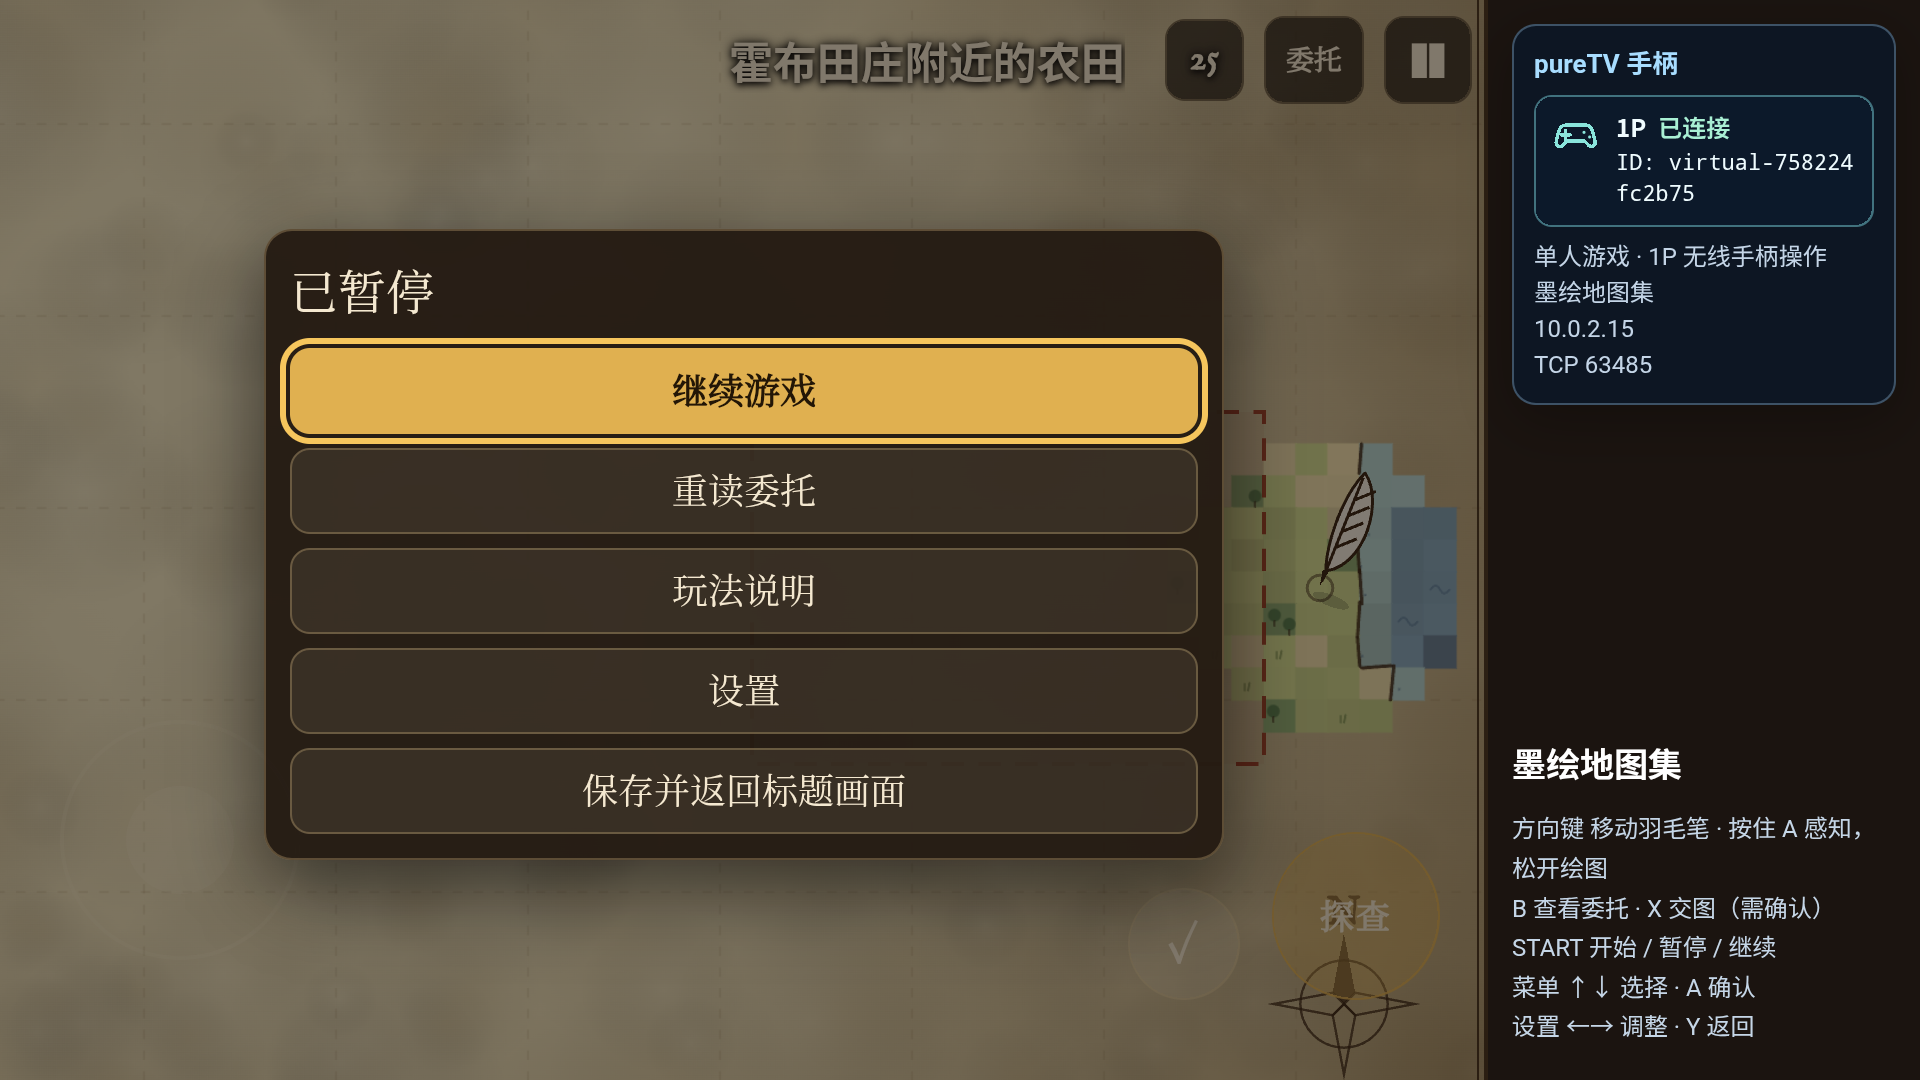 霍布田庄附近的农田
25
委托
已暂停
继续游戏
重读委托
玩法说明
设置
保存并返回标题画面
探查
N
pureTV 手柄
1P 已连接
ID: virtual-758224
fc2b75
单人游戏 · 1P 无线手柄操作
墨绘地图集
10.0.2.15
TCP 63485
墨绘地图集
方向键 移动羽毛笔 · 按住 A 感知，
松开绘图
B 查看委托 · X 交图（需确认）
START 开始 / 暂停 / 继续
菜单 ↑↓ 选择 · A 确认
设置 ←→ 调整 · Y 返回